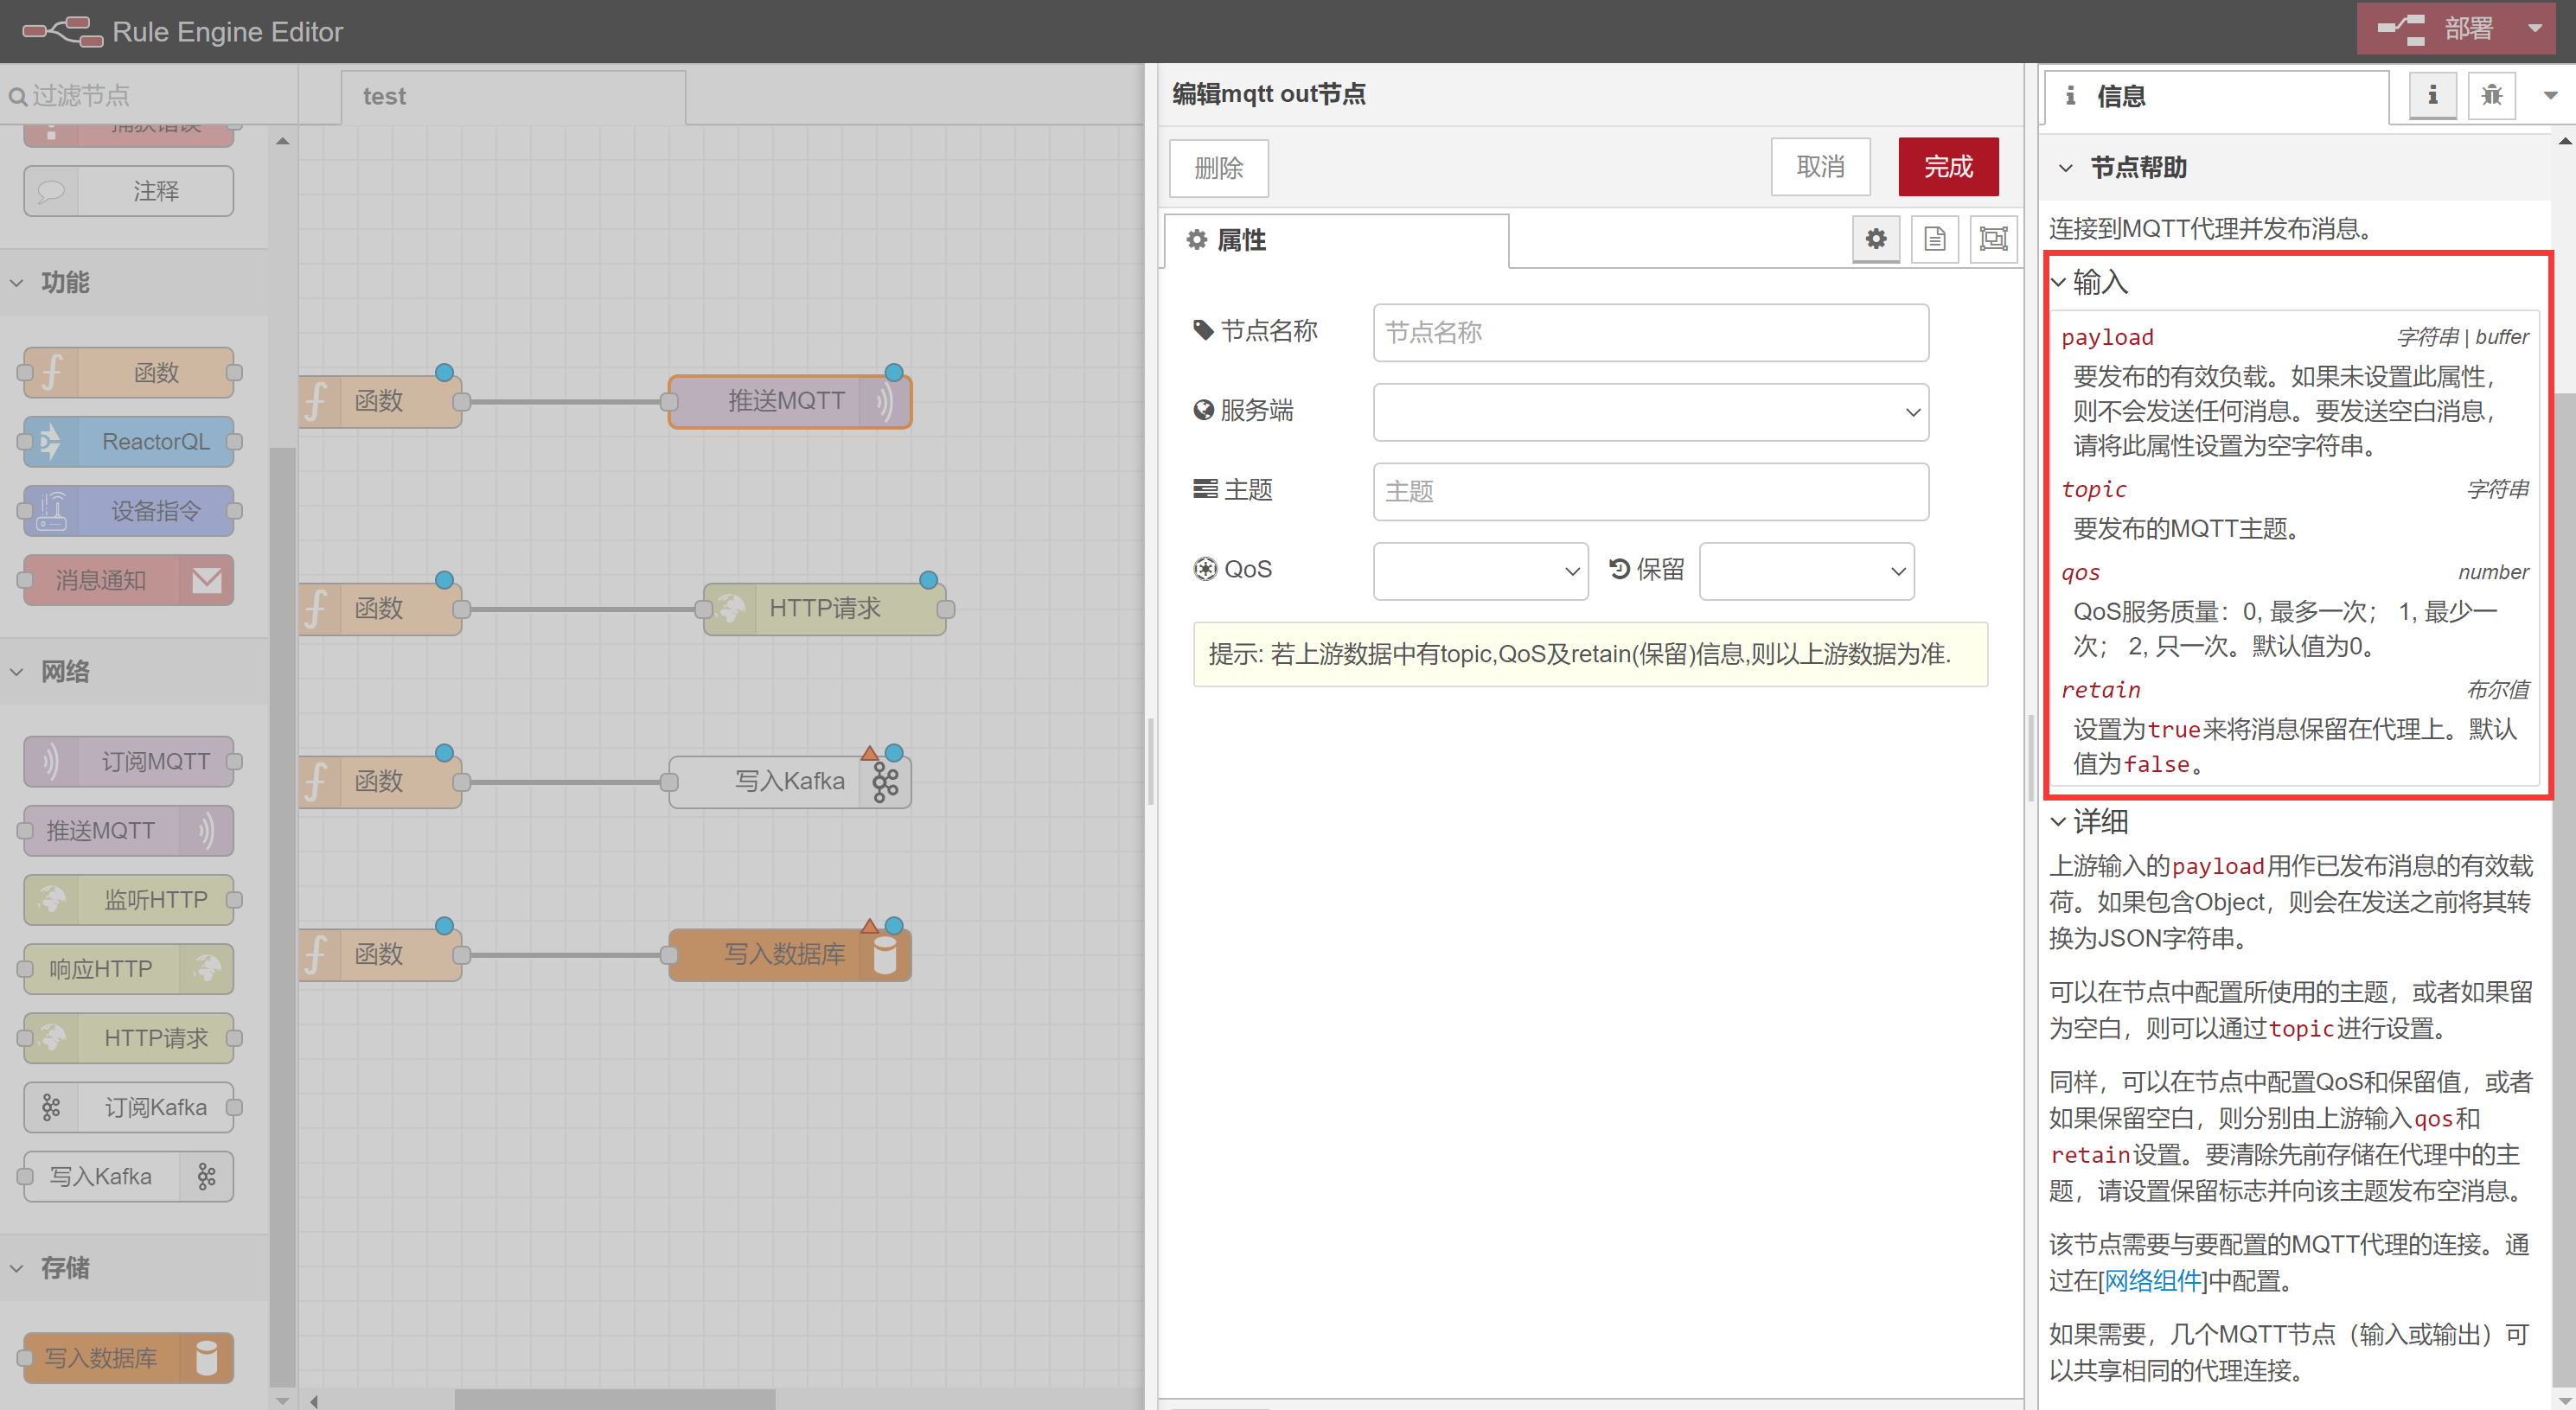 Rule Engine Editor
部署
过滤节点
捕获错误
注释
功能
函数
ReactorQL
设备指令
消息通知
网络
订阅MQTT
推送MQTT
监听HTTP
响应HTTP
HTTP请求
订阅Kafka
写入Kafka
存储
写入数据库
test
函数
推送MQTT
函数
HTTP请求
函数
写入Kafka
函数
写入数据库
编辑mqtt out节点
删除
取消
完成
属性
节点名称
节点名称
服务端
主题
主题
QoS
保留
提示: 若上游数据中有topic,QoS及retain(保留)信息,则以上游数据为准.
信息
节点帮助
连接到MQTT代理并发布消息。
输入
payload 字符串 | buffer
要发布的有效负载。如果未设置此属性，
则不会发送任何消息。要发送空白消息，
请将此属性设置为空字符串。
topic 字符串
要发布的MQTT主题。
qos number
QoS服务质量：0, 最多一次； 1, 最少一
次； 2, 只一次。默认值为0。
retain 布尔值
设置为true来将消息保留在代理上。默认
值为false。
详细
上游输入的payload用作已发布消息的有效载
荷。如果包含Object，则会在发送之前将其转
换为JSON字符串。
可以在节点中配置所使用的主题，或者如果留
为空白，则可以通过topic进行设置。
同样，可以在节点中配置QoS和保留值，或者
如果保留空白，则分别由上游输入qos和
retain设置。要清除先前存储在代理中的主
题，请设置保留标志并向该主题发布空消息。
该节点需要与要配置的MQTT代理的连接。通
过在[网络组件]中配置。
如果需要，几个MQTT节点（输入或输出）可
以共享相同的代理连接。